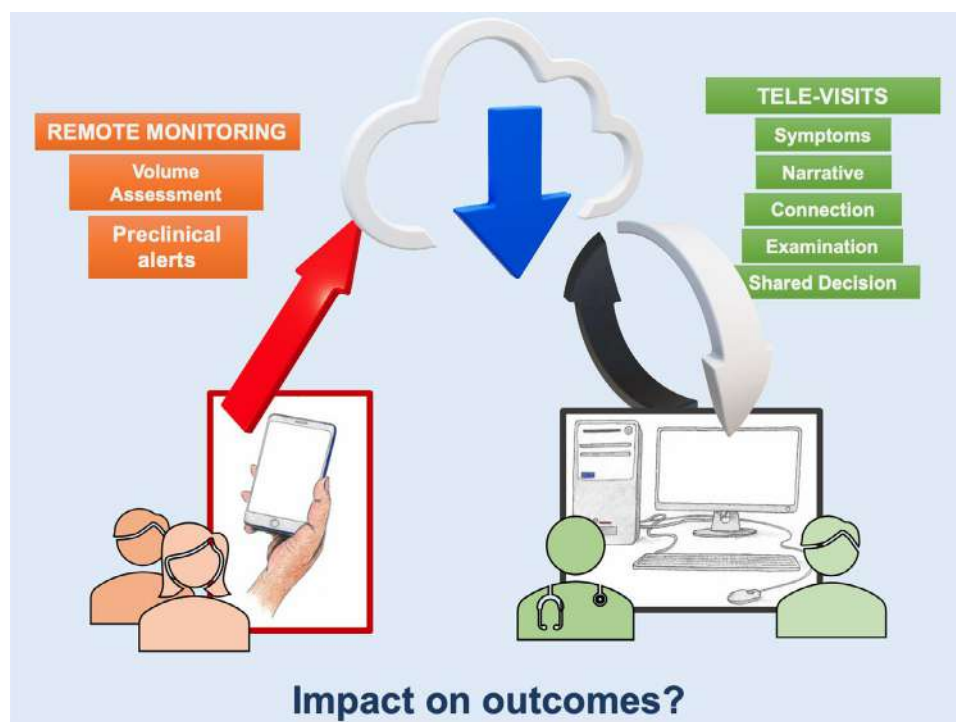 REMOTE MONITORING
Volume
Assessment
Preclinical
alerts
TELE-VISITS
Symptoms
Narrative
Connection
Examination
Shared Decision
Impact on outcomes?